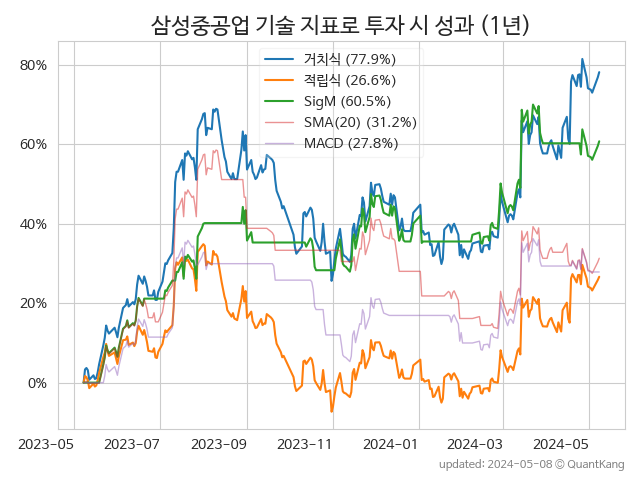 삼성중공업 기술 지표로 투자 시 성과 (1년)
거치식 (77.9%)
적립식 (26.6%)
SigM (60.5%)
SMA(20) (31.2%)
MACD (27.8%)
80%
60%
40%
20%
0%
2023-05 2023-07 2023-09 2023-11 2024-01 2024-03 2024-05
updated: 2024-05-08 © QuantKang